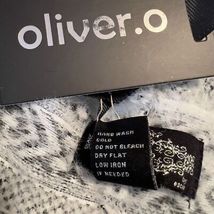 oliver.o
HAND WASH
COLD
DO NOT BLEACH
DRY FLAT
LOW IRON
IF NEEDED